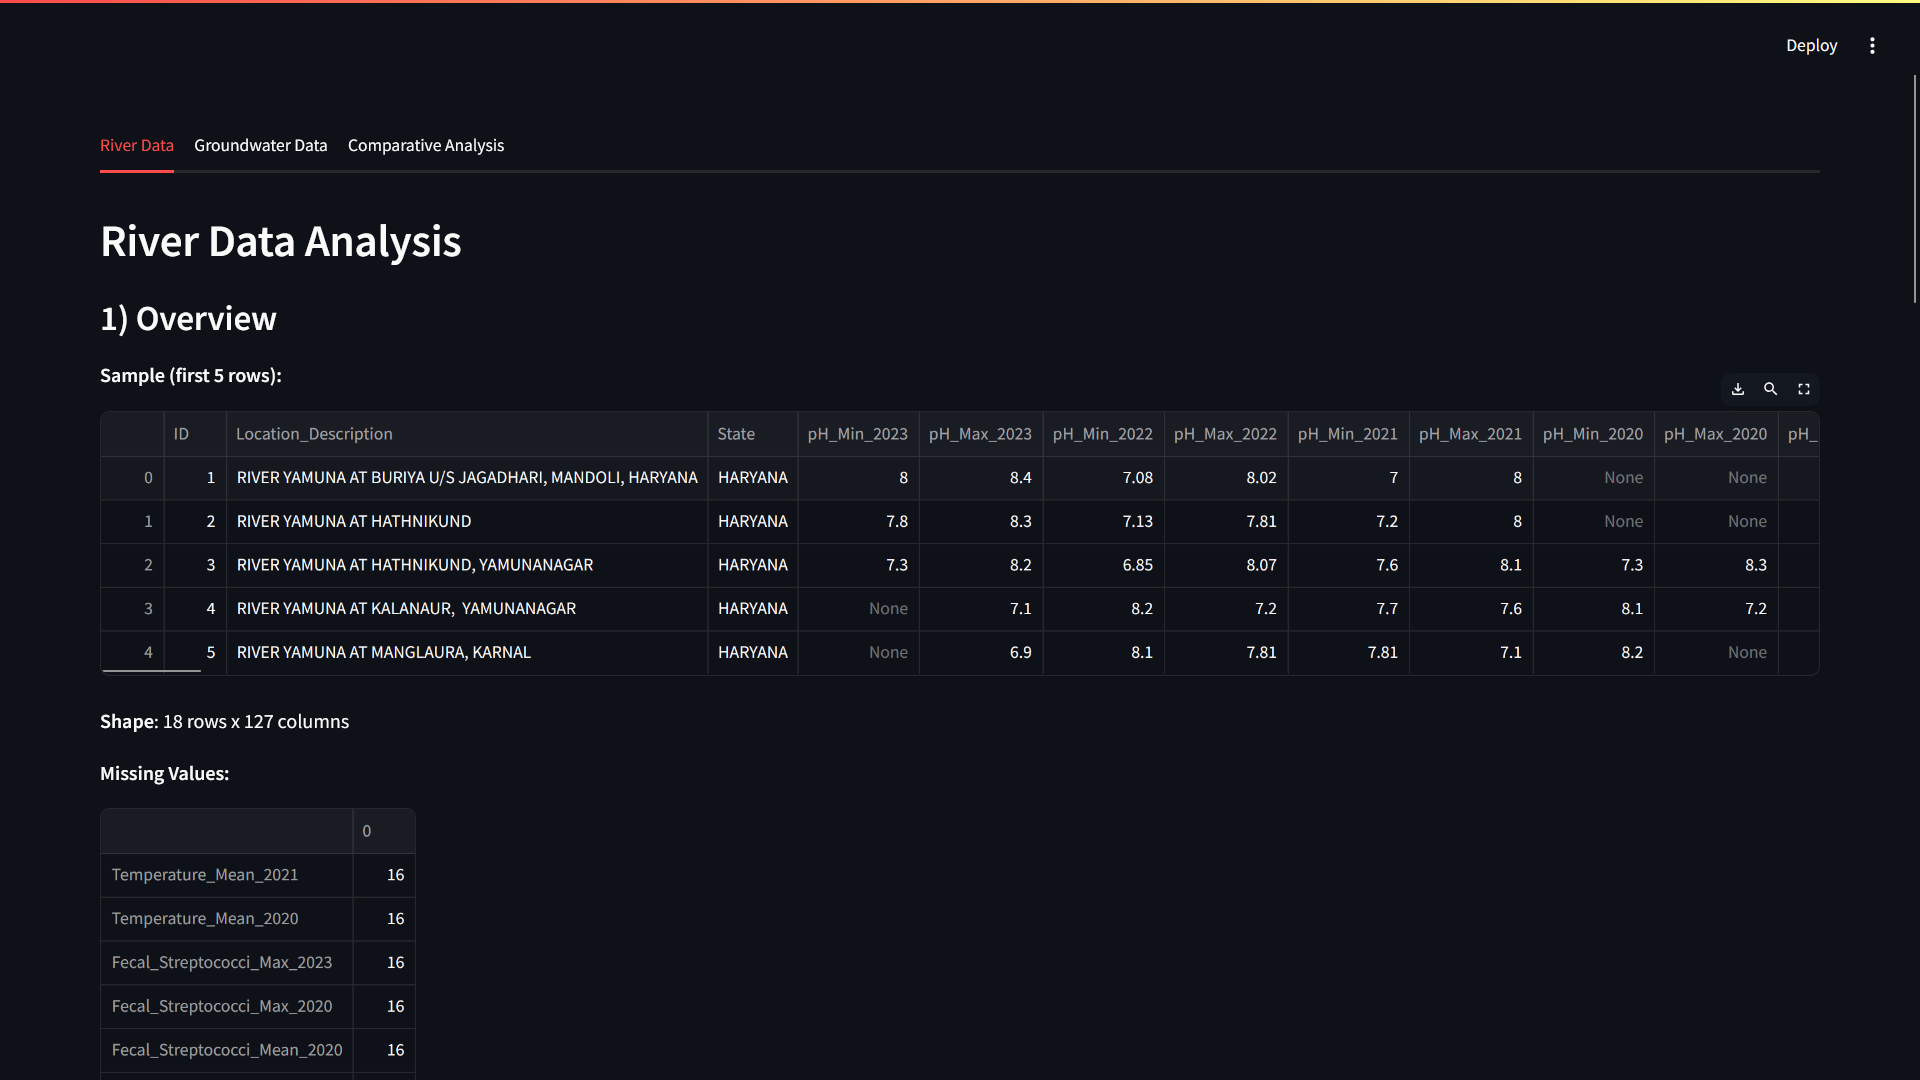 Deploy
River Data Groundwater Data Comparative Analysis
River Data Analysis
1) Overview
Sample (first 5 rows):
ID Location_Description State pH_Min_2023 pH_Max_2023 pH_Min_2022 pH_Max_2022 pH_Min_2021 pH_Max_2021 pH_Min_2020 pH_Max_2020 pH_
0 1 RIVER YAMUNA AT BURIYA U/S JAGADHARI, MANDOLI, HARYANA HARYANA 8 8.4 7.08 8.02 7 8 None None
1 2 RIVER YAMUNA AT HATHNIKUND HARYANA 7.8 8.3 7.13 7.81 7.2 8 None None
2 3 RIVER YAMUNA AT HATHNIKUND, YAMUNANAGAR HARYANA 7.3 8.2 6.85 8.07 7.6 8.1 7.3 8.3
3 4 RIVER YAMUNA AT KALANAUR, YAMUNANAGAR HARYANA None 7.1 8.2 7.2 7.7 7.6 8.1 7.2
4 5 RIVER YAMUNA AT MANGLAURA, KARNAL HARYANA None 6.9 8.1 7.81 7.81 7.1 8.2 None
Shape: 18 rows x 127 columns
Missing Values:
0
Temperature_Mean_2021 16
Temperature_Mean_2020 16
Fecal_Streptococci_Max_2023 16
Fecal_Streptococci_Max_2020 16
Fecal_Streptococci_Mean_2020 16